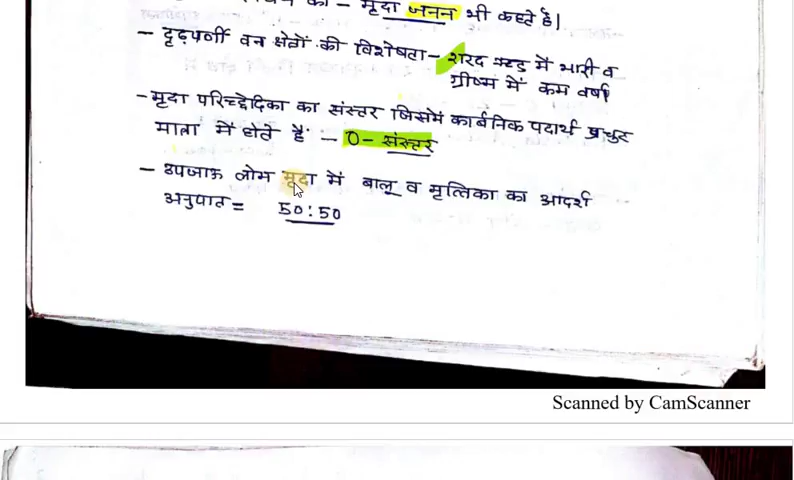 की - मृदा जनन भी कहते है।
- दृढ़पर्णी वन क्षेत्रों की विशेषता - शरद ऋतु में भारी व
ग्रीष्म में कम वर्षा
- मृदा परिच्छेदिका का संस्तर जिसमें कार्बनिक पदार्थ प्रचुर
मात्रा में होते हैं - O- संस्तर
- उपजाऊ लोम मृदा में बालू व मृत्तिका का आदर्श
अनुपात = 50:50
Scanned by CamScanner